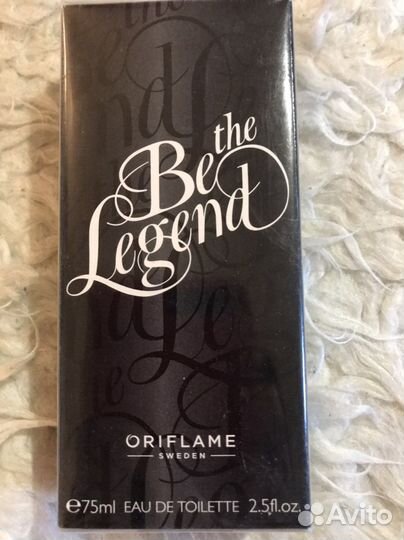 Be the
Legend
ORIFLAME
SWEDEN
℮75ml EAU DE TOILETTE 2.5fl.oz.
Avito